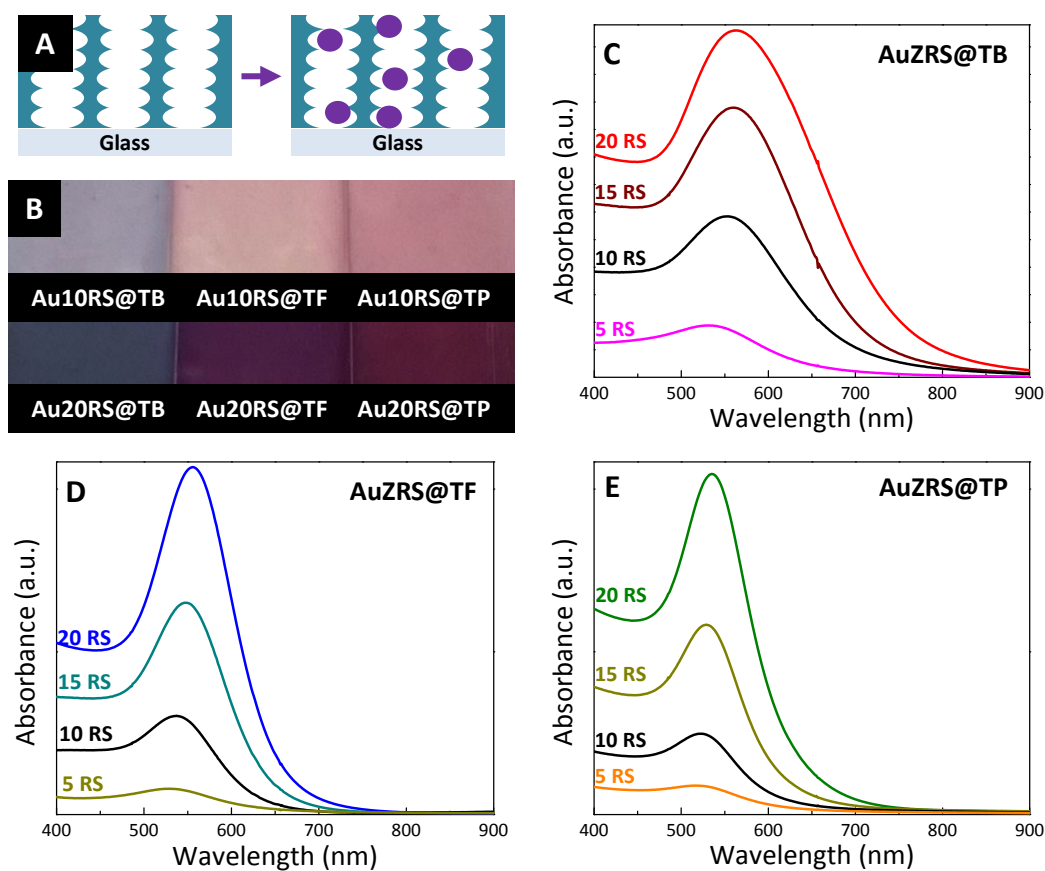 A
Glass
Glass
B
Au10RS@TB Au10RS@TF Au10RS@TP
Au20RS@TB Au20RS@TF Au20RS@TP
C
AuZRS@TB
20 RS
15 RS
10 RS
5 RS
Absorbance (a.u.)
400 500 600 700 800 900
Wavelength (nm)
D
AuZRS@TF
20 RS
15 RS
10 RS
5 RS
Absorbance (a.u.)
400 500 600 700 800 900
Wavelength (nm)
E
AuZRS@TP
20 RS
15 RS
10 RS
5 RS
Absorbance (a.u.)
400 500 600 700 800 900
Wavelength (nm)